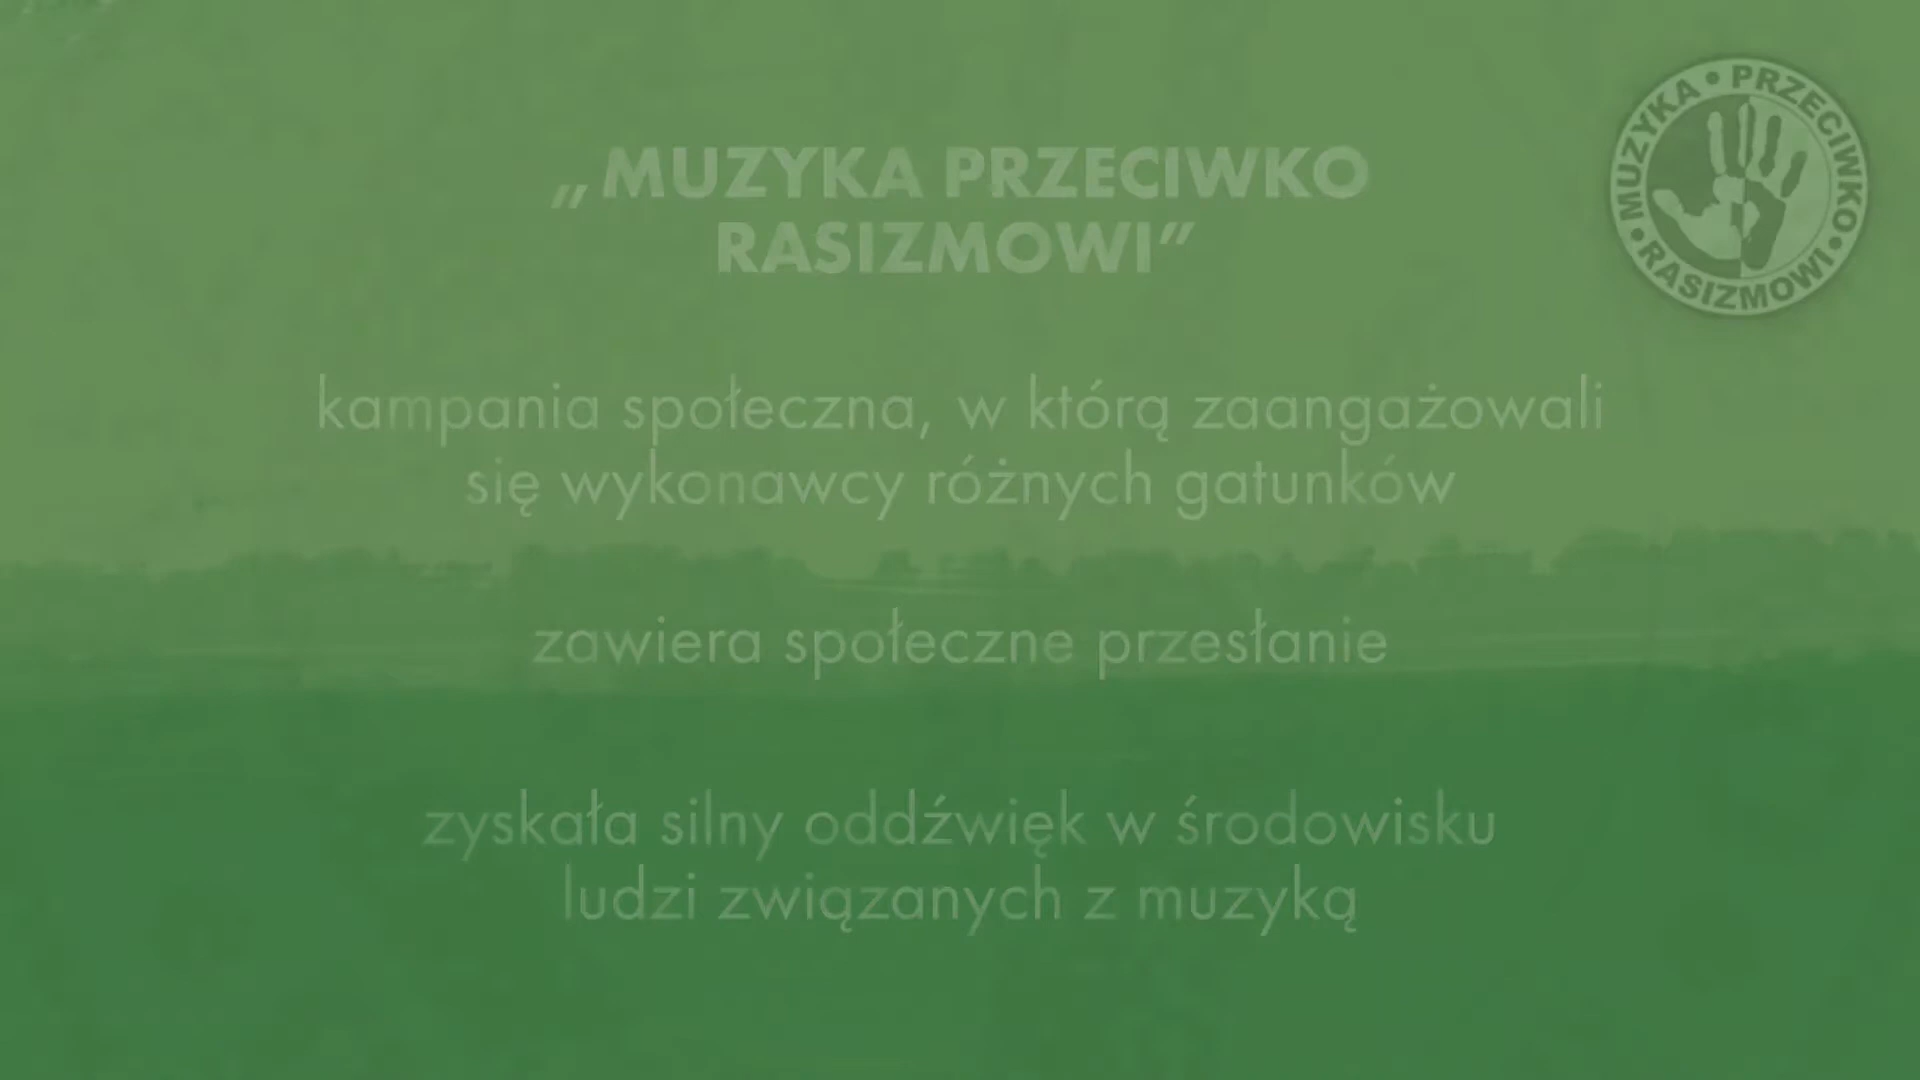 „MUZYKA PRZECIWKO
RASIZMOWI”
kampania społeczna, w którą zaangażowali
się wykonawcy różnych gatunków
zawiera społeczne przesłanie
zyskała silny oddźwięk w środowisku
ludzi związanych z muzyką
MUZYKA • PRZECIWKO • RASIZMOWI •